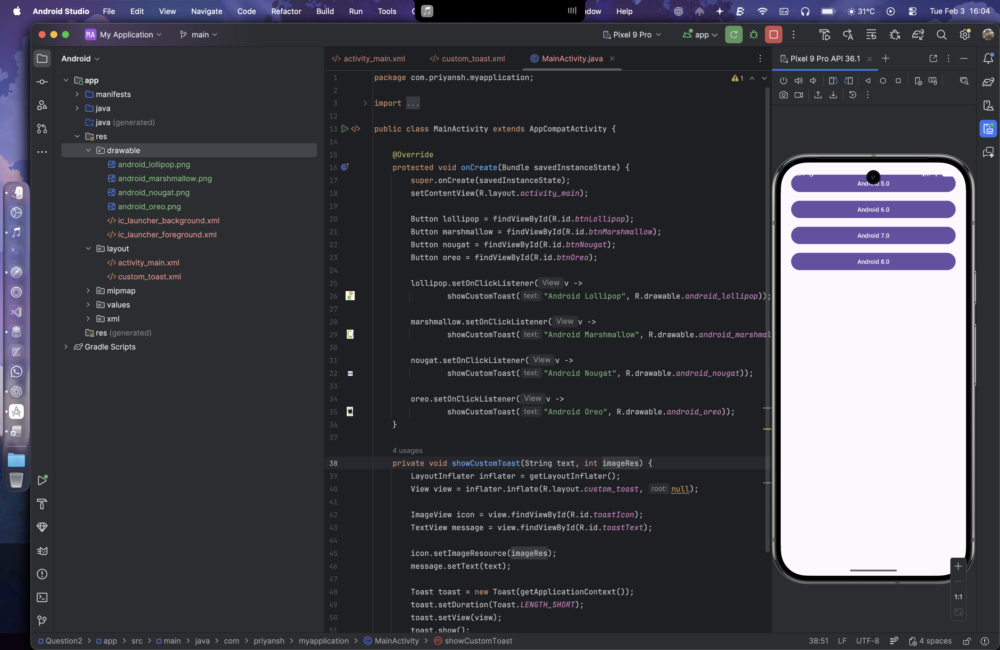 Android Studio File Edit View Navigate Code Refactor Build Run Tools G ndow Help 31°C Tue Feb 3 16:04
MA My Application main Pixel 9 Pro app
Android
app
manifests
java
java (generated)
res
drawable
android_lollipop.png
android_marshmallow.png
android_nougat.png
android_oreo.png
ic_launcher_background.xml
ic_launcher_foreground.xml
layout
activity_main.xml
custom_toast.xml
mipmap
values
xml
res (generated)
Gradle Scripts
activity_main.xml custom_toast.xml MainActivity.java
1
1 package com.priyansh.myapplication;
2
3 import ...
12
13 public class MainActivity extends AppCompatActivity {
14
15 @Override
16 protected void onCreate(Bundle savedInstanceState) {
17 super.onCreate(savedInstanceState);
18 setContentView(R.layout.activity_main);
19
20 Button lollipop = findViewById(R.id.btnLollipop);
21 Button marshmallow = findViewById(R.id.btnMarshmallow);
22 Button nougat = findViewById(R.id.btnNougat);
23 Button oreo = findViewById(R.id.btnOreo);
24
25 lollipop.setOnClickListener( View v ->
26 showCustomToast( text: "Android Lollipop", R.drawable.android_lollipop));
27
28 marshmallow.setOnClickListener( View v ->
29 showCustomToast( text: "Android Marshmallow", R.drawable.android_marshmal
30
31 nougat.setOnClickListener( View v ->
32 showCustomToast( text: "Android Nougat", R.drawable.android_nougat));
33
34 oreo.setOnClickListener( View v ->
35 showCustomToast( text: "Android Oreo", R.drawable.android_oreo));
36 }
37
4 usages
38 private void showCustomToast(String text, int imageRes) {
39 LayoutInflater inflater = getLayoutInflater();
40 View view = inflater.inflate(R.layout.custom_toast, root: null);
41
42 ImageView icon = view.findViewById(R.id.toastIcon);
43 TextView message = view.findViewById(R.id.toastText);
44
45 icon.setImageResource(imageRes);
46 message.setText(text);
47
48 Toast toast = new Toast(getApplicationContext());
49 toast.setDuration(Toast.LENGTH_SHORT);
50 toast.setView(view);
51 toast.show();
Pixel 9 Pro API 36.1
Android 5.0
Android 6.0
Android 7.0
Android 8.0
1:1
Question2 > app > src > main > java > com > priyansh > myapplication > MainActivity > showCustomToast 38:51 LF UTF-8 4 spaces